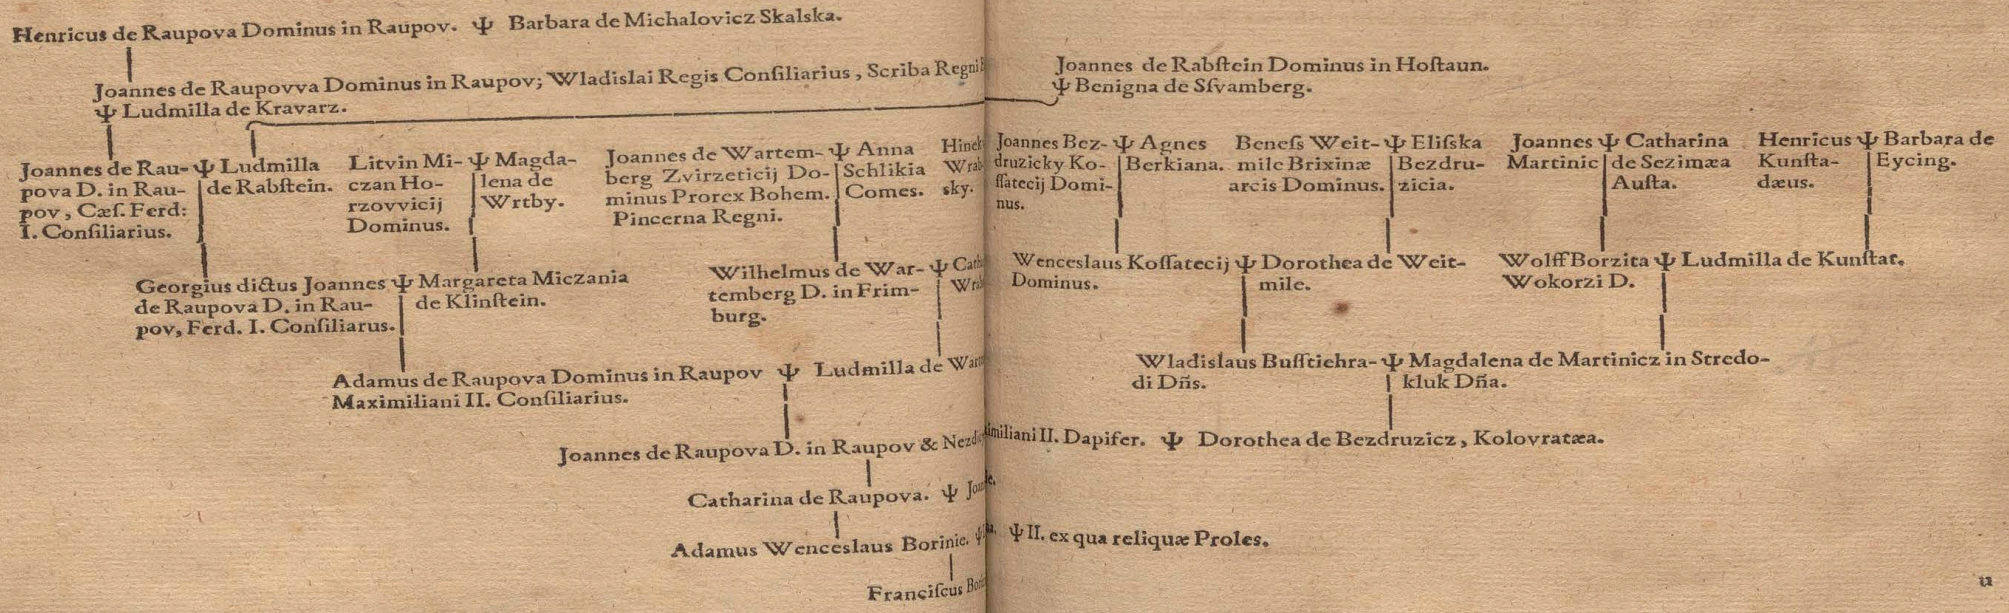 Henricus de Raupova Dominus in Raupov. Ψ Barbara de Michalovicz Skalska.
Joannes de Raupovva Dominus in Raupov; Wladislai Regis Conſiliarius, Scriba Regni
Ψ Ludmilla de Kravarz.
Joannes de Rabſtein Dominus in Hoſtaun.
Ψ Benigna de Sſvamberg.
Joannes de Rau- Ψ Ludmilla
pova D. in Rau- de Rabſtein.
pov, Cæſ. Ferd:
I. Conſiliarius.
Litvin Mi- Ψ Magda-
czan Ho- lena de
rzovvicij Wrtby.
Dominus.
Joannes de Wartem- Ψ Anna
berg Zvirzeticij Do- Schlikia
minus Prorex Bohem. Comes.
Pincerna Regni.
Hinek
sky.
Joannes Bez- Ψ Agnes
druzicky Ko- Berkiana.
ſſatecij Domi-
nus.
Beneſs Weit- Ψ Eliſska
mile Brixinæ Bezdru-
arcis Dominus. zicia.
Joannes Ψ Catharina
Martinic de Sezimæa
Auſta.
Henricus Ψ Barbara de
Kunſta- Eycing.
dæus.
Georgius dictus Joannes Ψ Margareta Miczania
de Raupova D. in Rau- de Klinſtein.
pov, Ferd. I. Conſiliarus.
Wilhelmus de War- Ψ
temberg D. in Frim-
burg.
Wenceslaus Koſſatecij Ψ Dorothea de Weit-
Dominus. mile.
Wolff Borzita Ψ Ludmilla de Kunſtat.
Wokorzi D.
Adamus de Raupova Dominus in Raupov Ψ Ludmilla de
Maximiliani II. Conſiliarius.
Wladislaus Buſſtiehra- Ψ Magdalena de Martinicz in Stredo-
di Dñs. kluk Dña.
Joannes de Raupova D. in Raupov & imiliani II. Dapifer. Ψ Dorothea de Bezdruzicz, Kolovratæa.
Catharina de Raupova. Ψ
Adamus Wenceslaus Borinie. Ψ Ψ II. ex qua reliquæ Proles.
Franciſcus
u